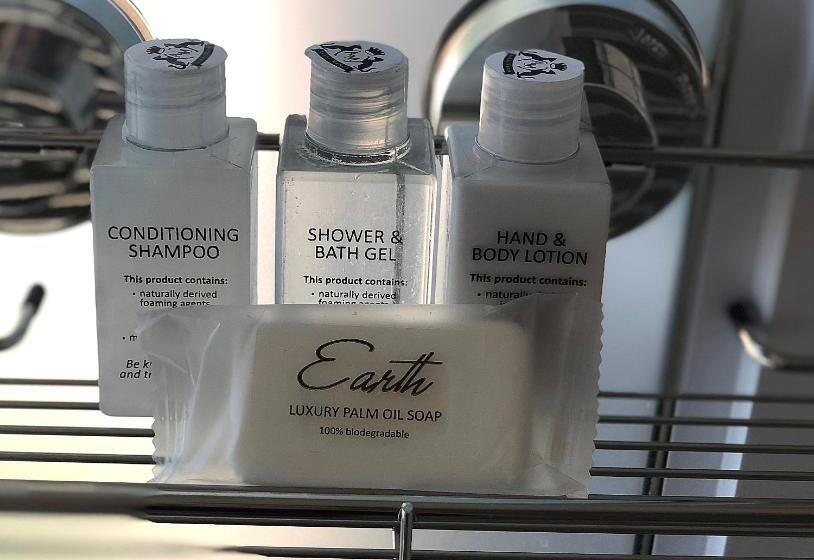 CONDITIONING
SHAMPOO
This product contains:
• naturally derived
foaming agents
• m
Be k
and t
SHOWER &
BATH GEL
This product contains:
• naturally derived
foaming agents
HAND &
BODY LOTION
This product contains:
• naturally
Earth
LUXURY PALM OIL SOAP
100% biodegradable